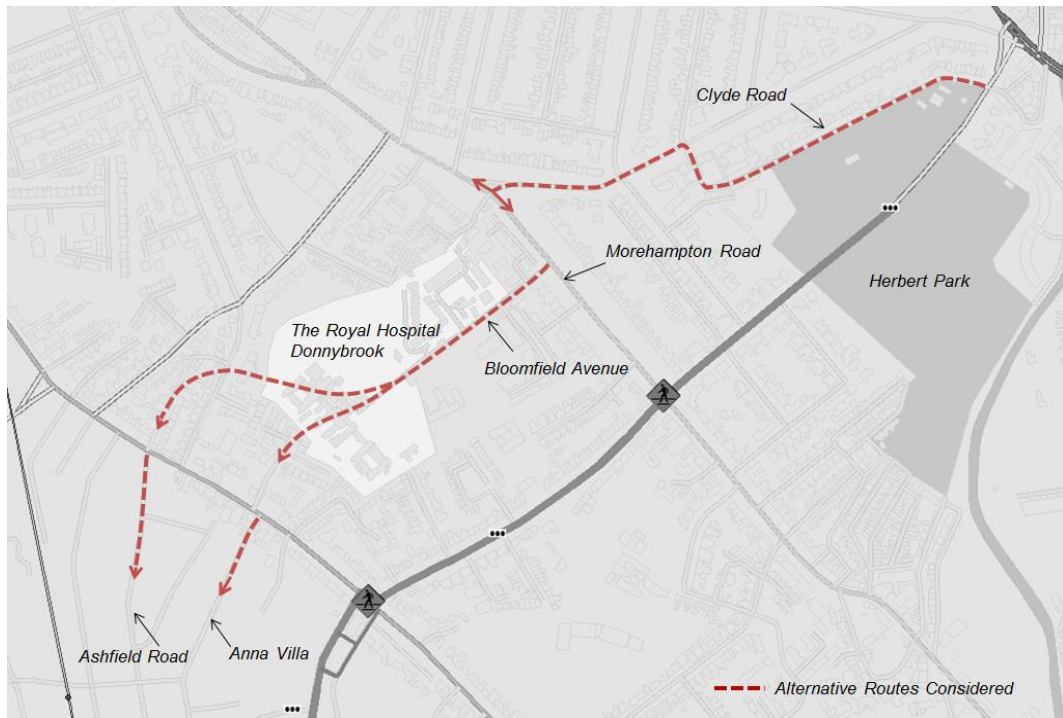 Clyde Road
Morehampton Road
Herbert Park
The Royal Hospital
Donnybrook
Bloomfield Avenue
Ashfield Road
Anna Villa
Alternative Routes Considered